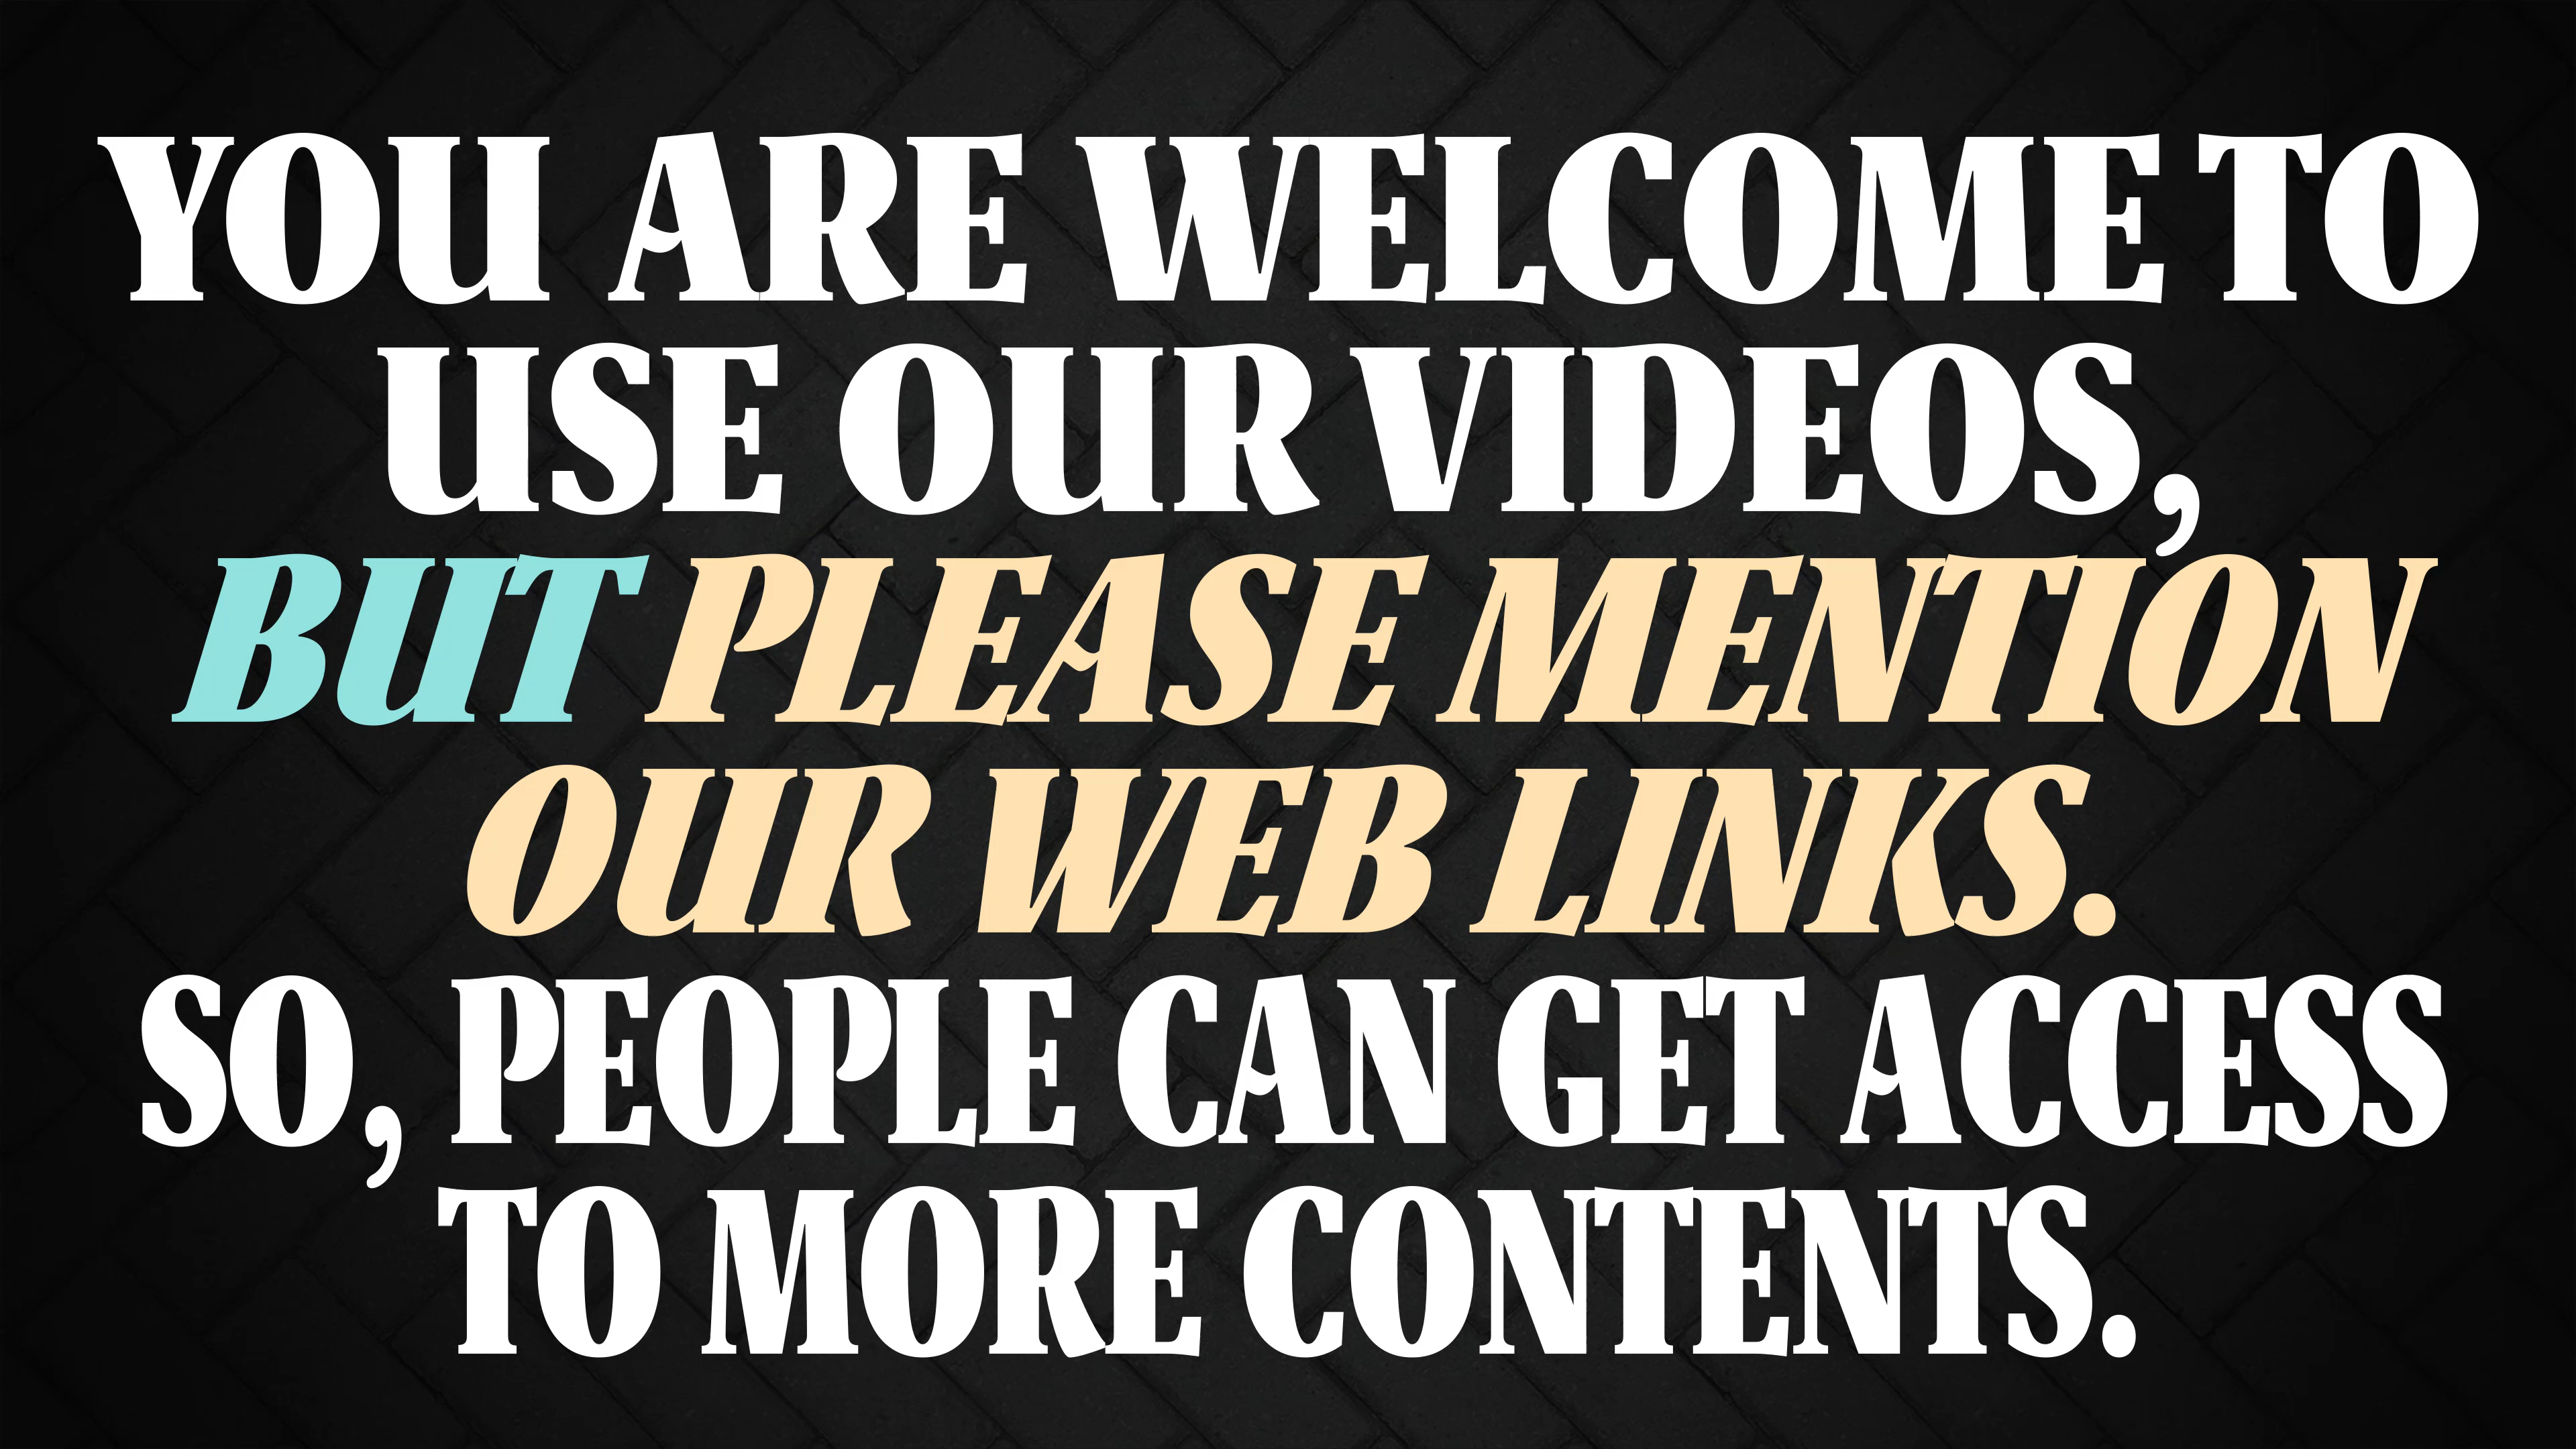 YOU ARE WELCOME TO
USE OUR VIDEOS,
BUT PLEASE MENTION
OUR WEB LINKS.
SO, PEOPLE CAN GET ACCESS
TO MORE CONTENTS.